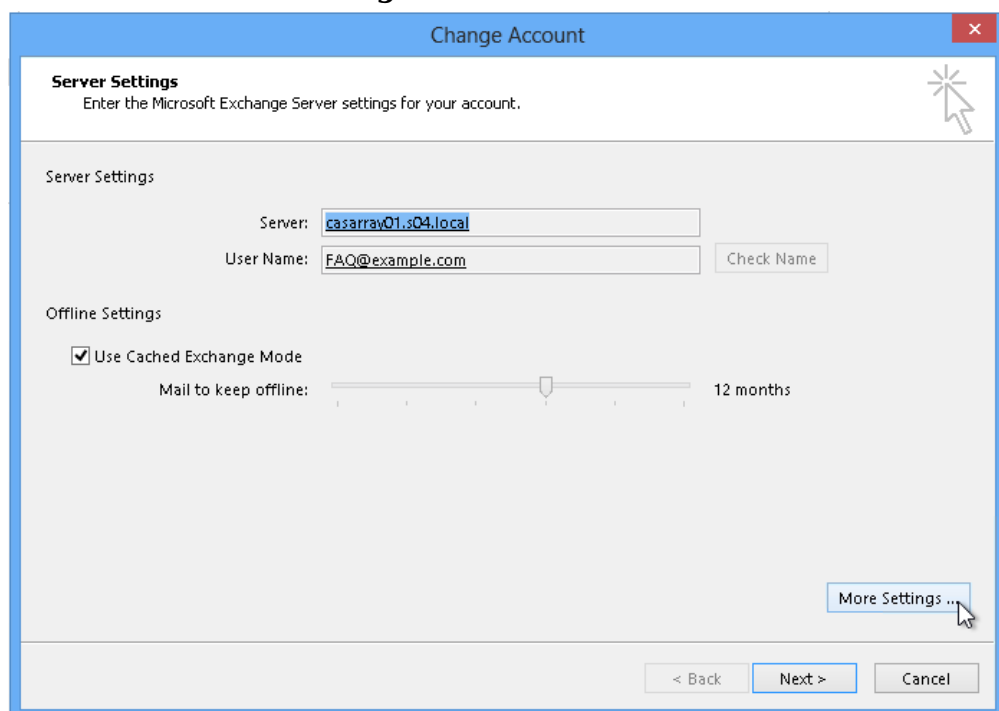 Change Account
Server Settings
Enter the Microsoft Exchange Server settings for your account.
Server Settings
Server: casarray01.s04.local
User Name: FAQ@example.com Check Name
Offline Settings
Use Cached Exchange Mode
Mail to keep offline: 12 months
More Settings ...
< Back Next > Cancel